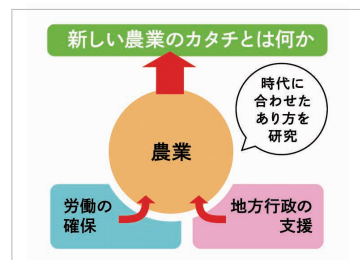 新しい農業のカタチとは何か
時代に
合わせた
あり方を
研究
農業
労働の
確保
地方行政の
支援